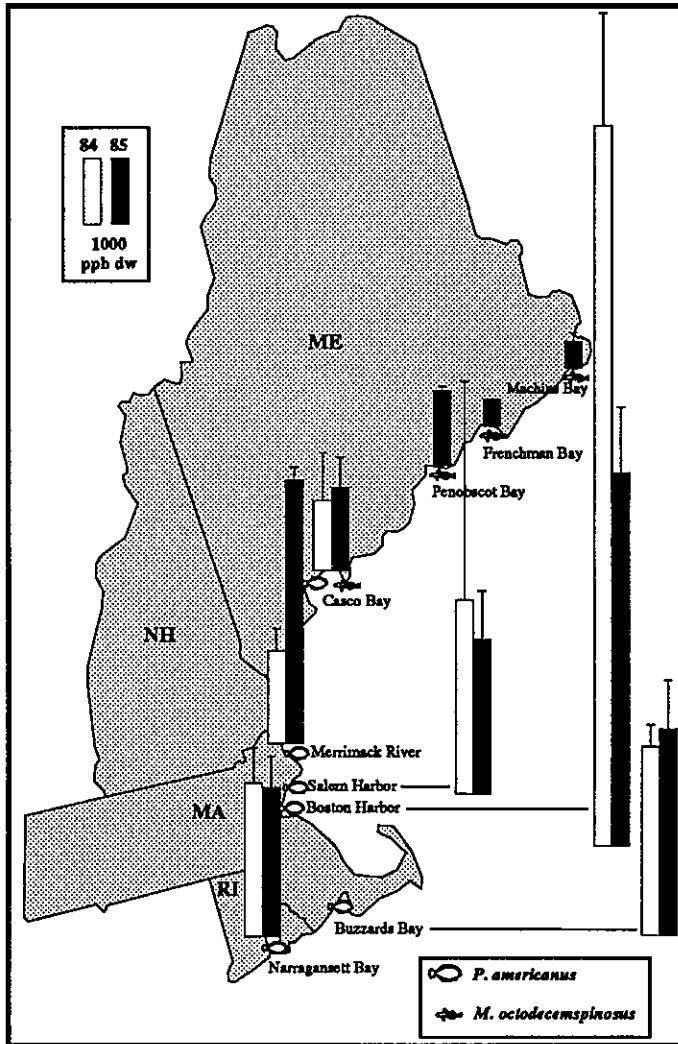 84 85
1000
ppb dw
ME
Machias Bay
Frenchman Bay
Penobscot Bay
Casco Bay
NH
Merrimack River
Salem Harbor
MA
Boston Harbor
RI
Buzzards Bay
Narragansett Bay
P. americanus
M. octodecemspinosus